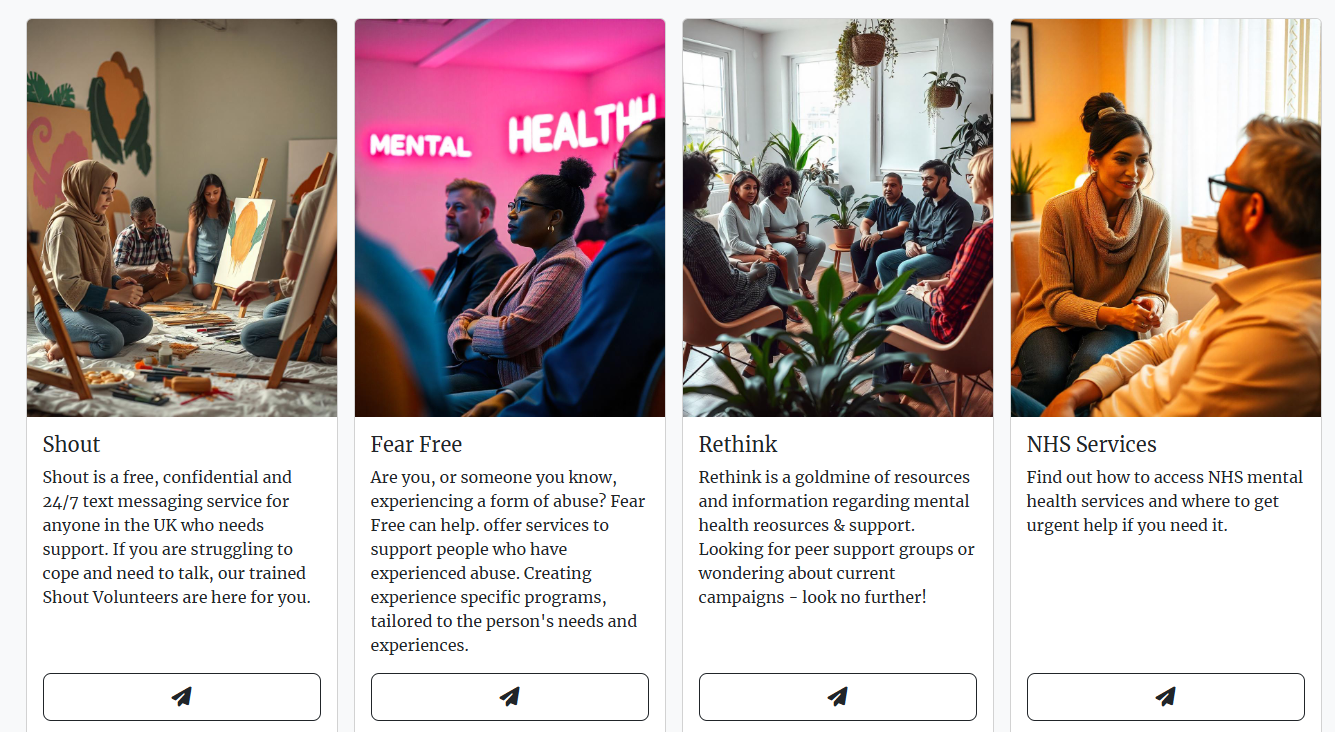 MENTAL HEALTHH
Shout
Shout is a free, confidential and
24/7 text messaging service for
anyone in the UK who needs
support. If you are struggling to
cope and need to talk, our trained
Shout Volunteers are here for you.
Fear Free
Are you, or someone you know,
experiencing a form of abuse? Fear
Free can help. offer services to
support people who have
experienced abuse. Creating
experience specific programs,
tailored to the person's needs and
experiences.
Rethink
Rethink is a goldmine of resources
and information regarding mental
health reosurces & support.
Looking for peer support groups or
wondering about current
campaigns - look no further!
NHS Services
Find out how to access NHS mental
health services and where to get
urgent help if you need it.